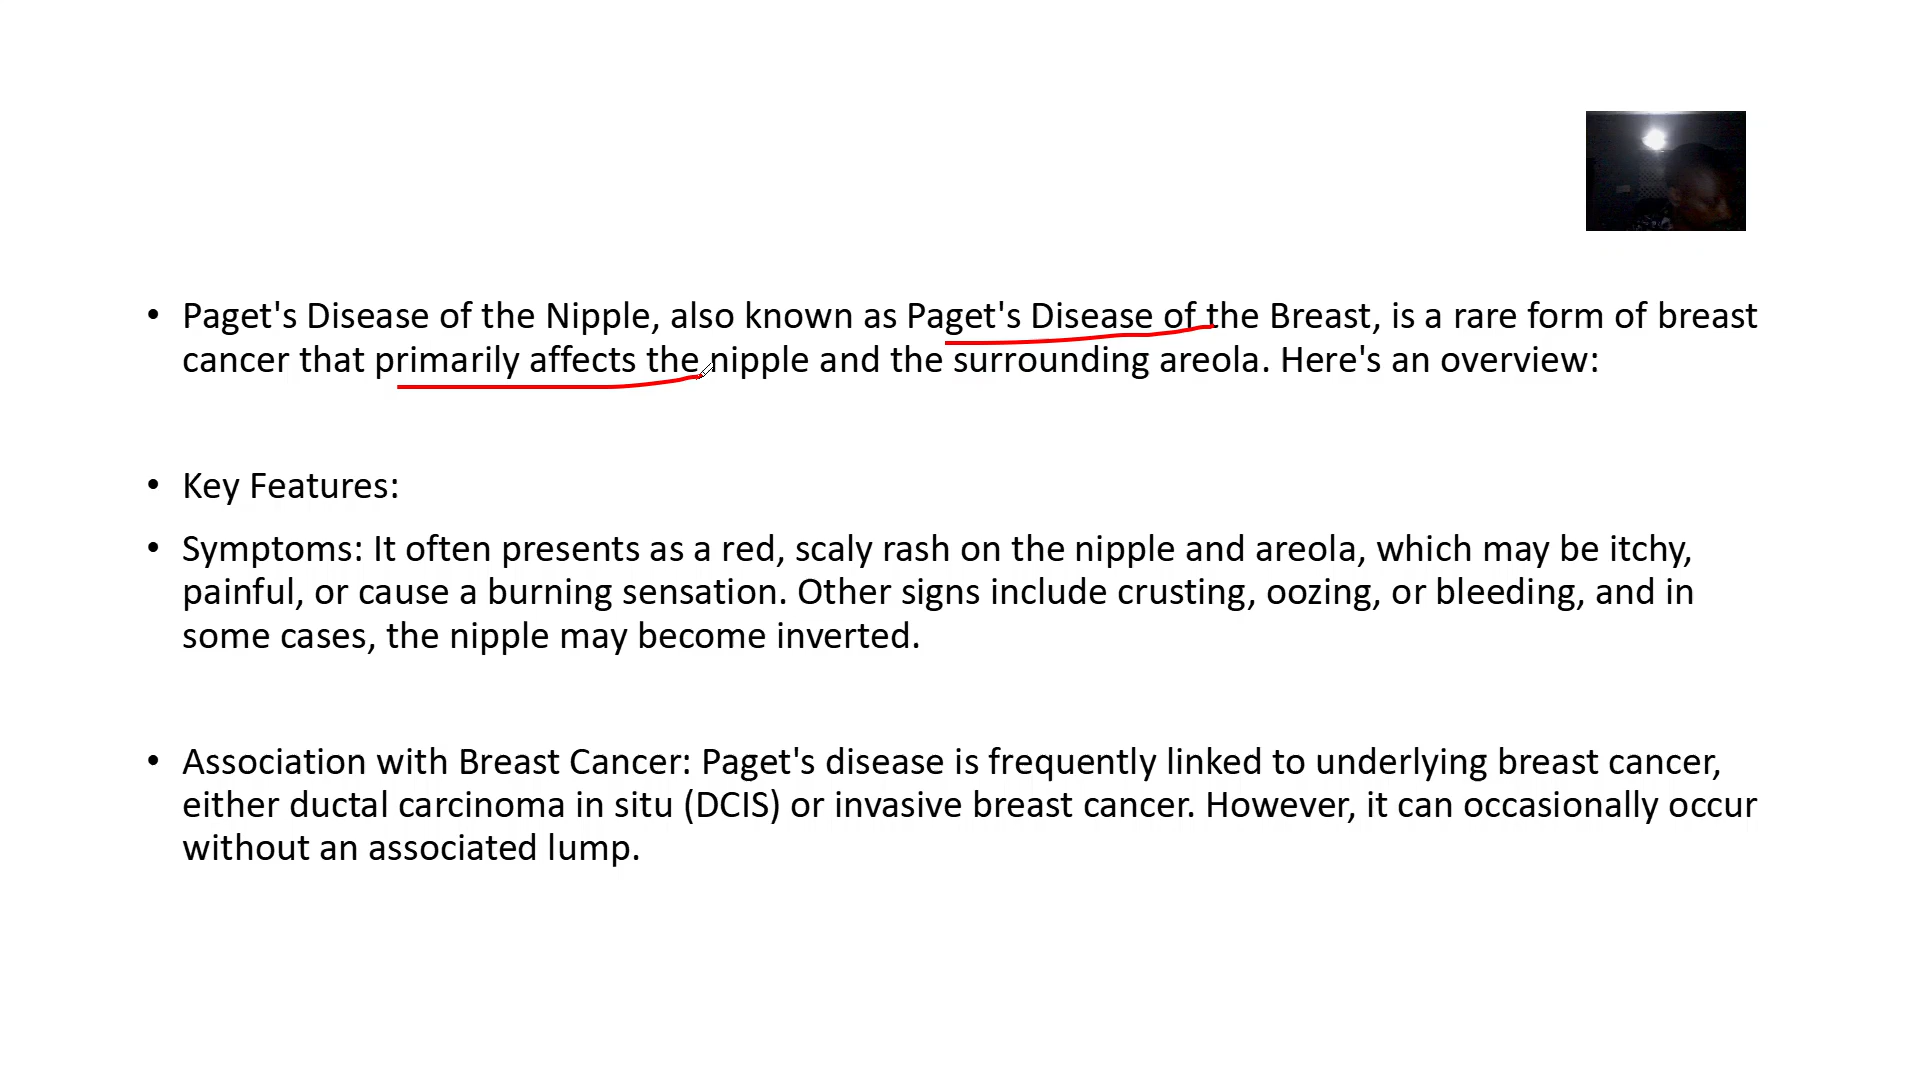 • Paget's Disease of the Nipple, also known as Paget's Disease of the Breast, is a rare form of breast
cancer that primarily affects the nipple and the surrounding areola. Here's an overview:
• Key Features:
• Symptoms: It often presents as a red, scaly rash on the nipple and areola, which may be itchy,
painful, or cause a burning sensation. Other signs include crusting, oozing, or bleeding, and in
some cases, the nipple may become inverted.
• Association with Breast Cancer: Paget's disease is frequently linked to underlying breast cancer,
either ductal carcinoma in situ (DCIS) or invasive breast cancer. However, it can occasionally occur
without an associated lump.